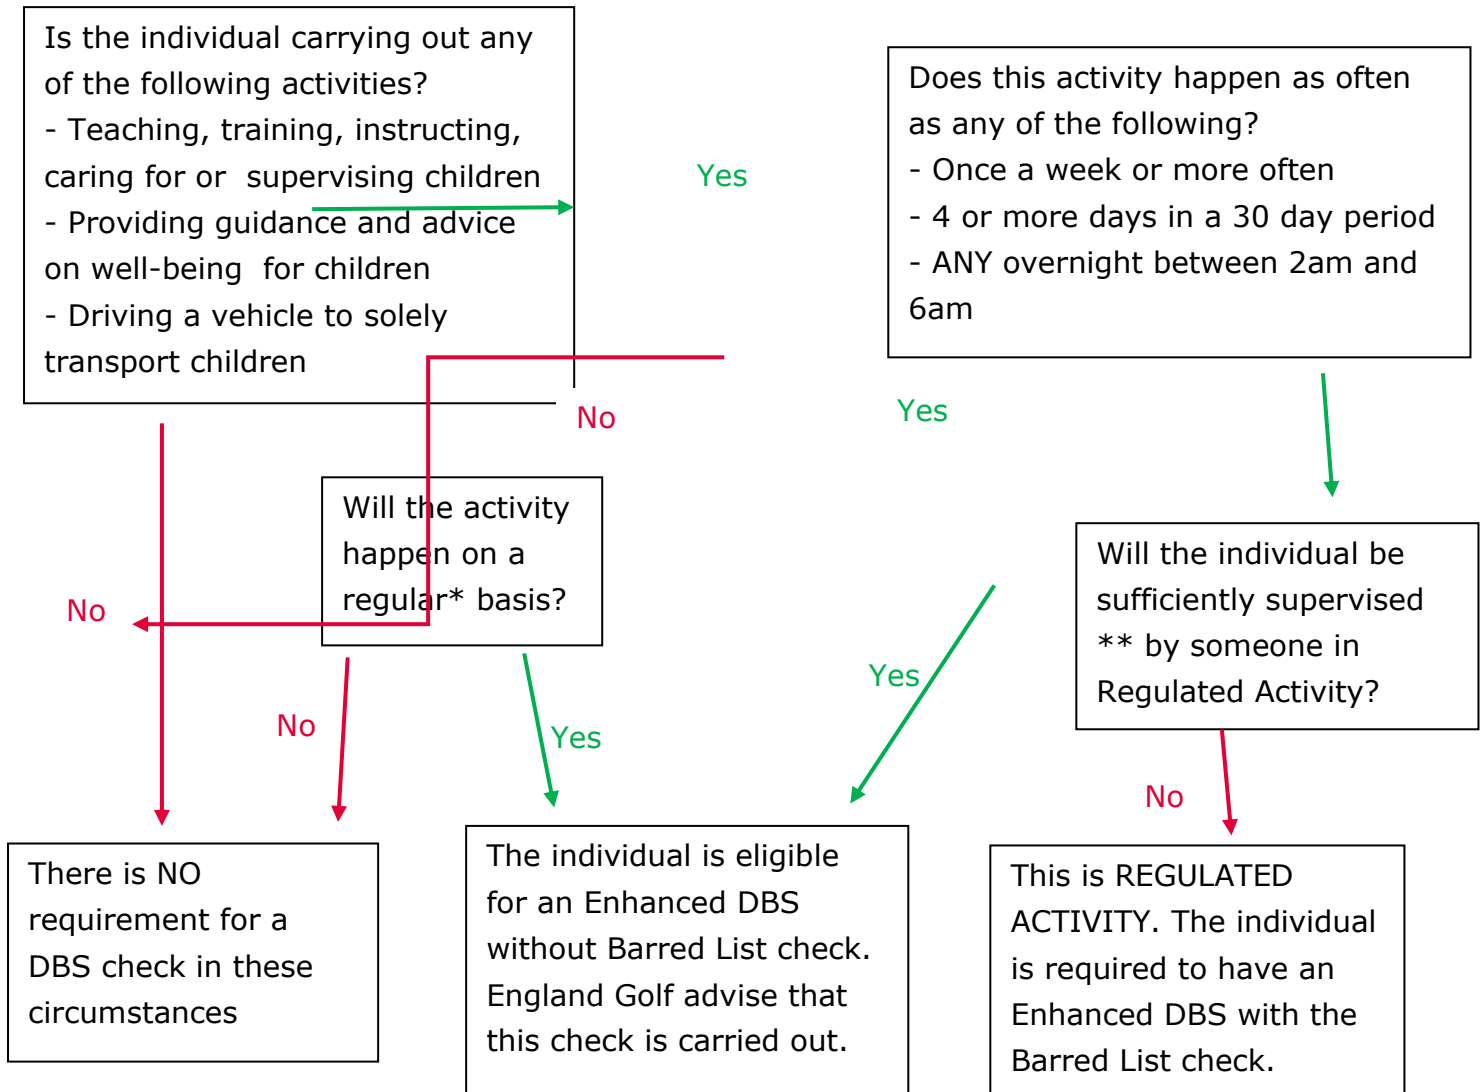 Is the individual carrying out any
of the following activities?
- Teaching, training, instructing,
caring for or  supervising children
- Providing guidance and advice
on well-being  for children
- Driving a vehicle to solely
transport children
Yes
Does this activity happen as often
as any of the following?
- Once a week or more often
- 4 or more days in a 30 day period
- ANY overnight between 2am and
6am
No
Yes
Will the activity
happen on a
regular* basis?
No
Will the individual be
sufficiently supervised
** by someone in
Regulated Activity?
No
Yes
Yes
No
There is NO
requirement for a
DBS check in these
circumstances
The individual is eligible
for an Enhanced DBS
without Barred List check.
England Golf advise that
this check is carried out.
This is REGULATED
ACTIVITY. The individual
is required to have an
Enhanced DBS with the
Barred List check.